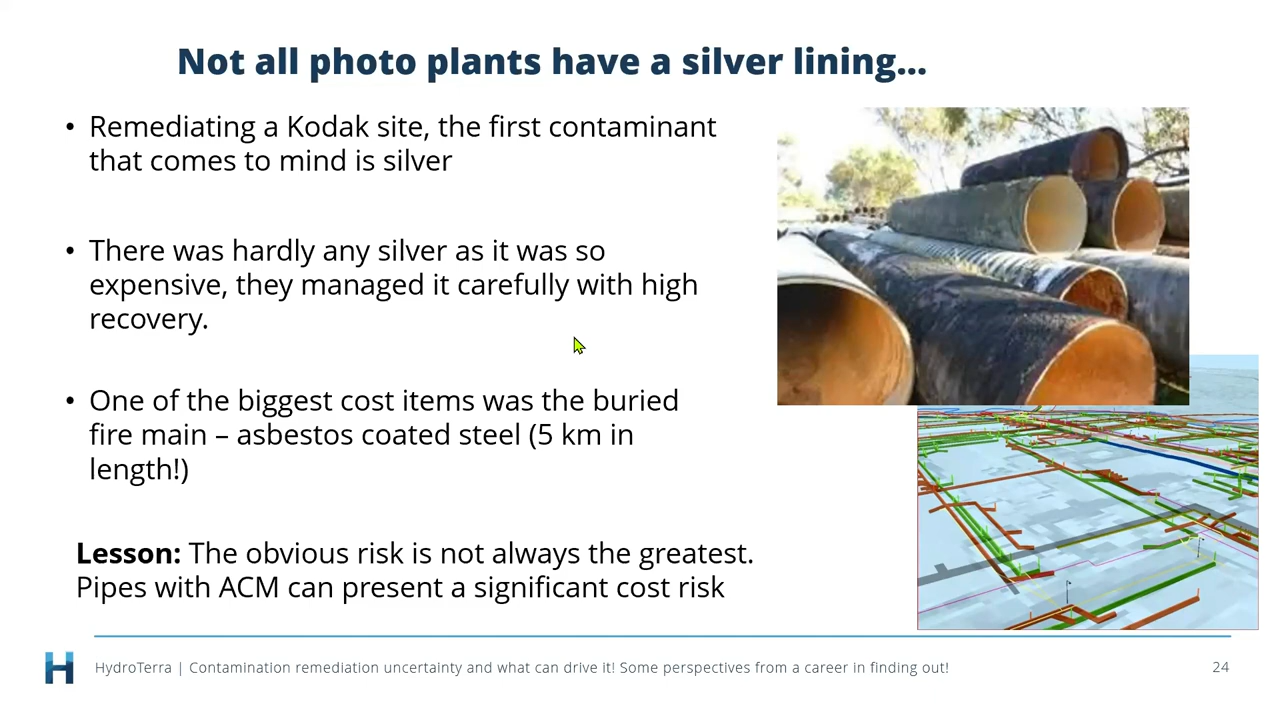 Not all photo plants have a silver lining...
• Remediating a Kodak site, the first contaminant
that comes to mind is silver
• There was hardly any silver as it was so
expensive, they managed it carefully with high
recovery.
• One of the biggest cost items was the buried
fire main – asbestos coated steel (5 km in
length!)
Lesson: The obvious risk is not always the greatest.
Pipes with ACM can present a significant cost risk
HydroTerra | Contamination remediation uncertainty and what can drive it! Some perspectives from a career in finding out!
24